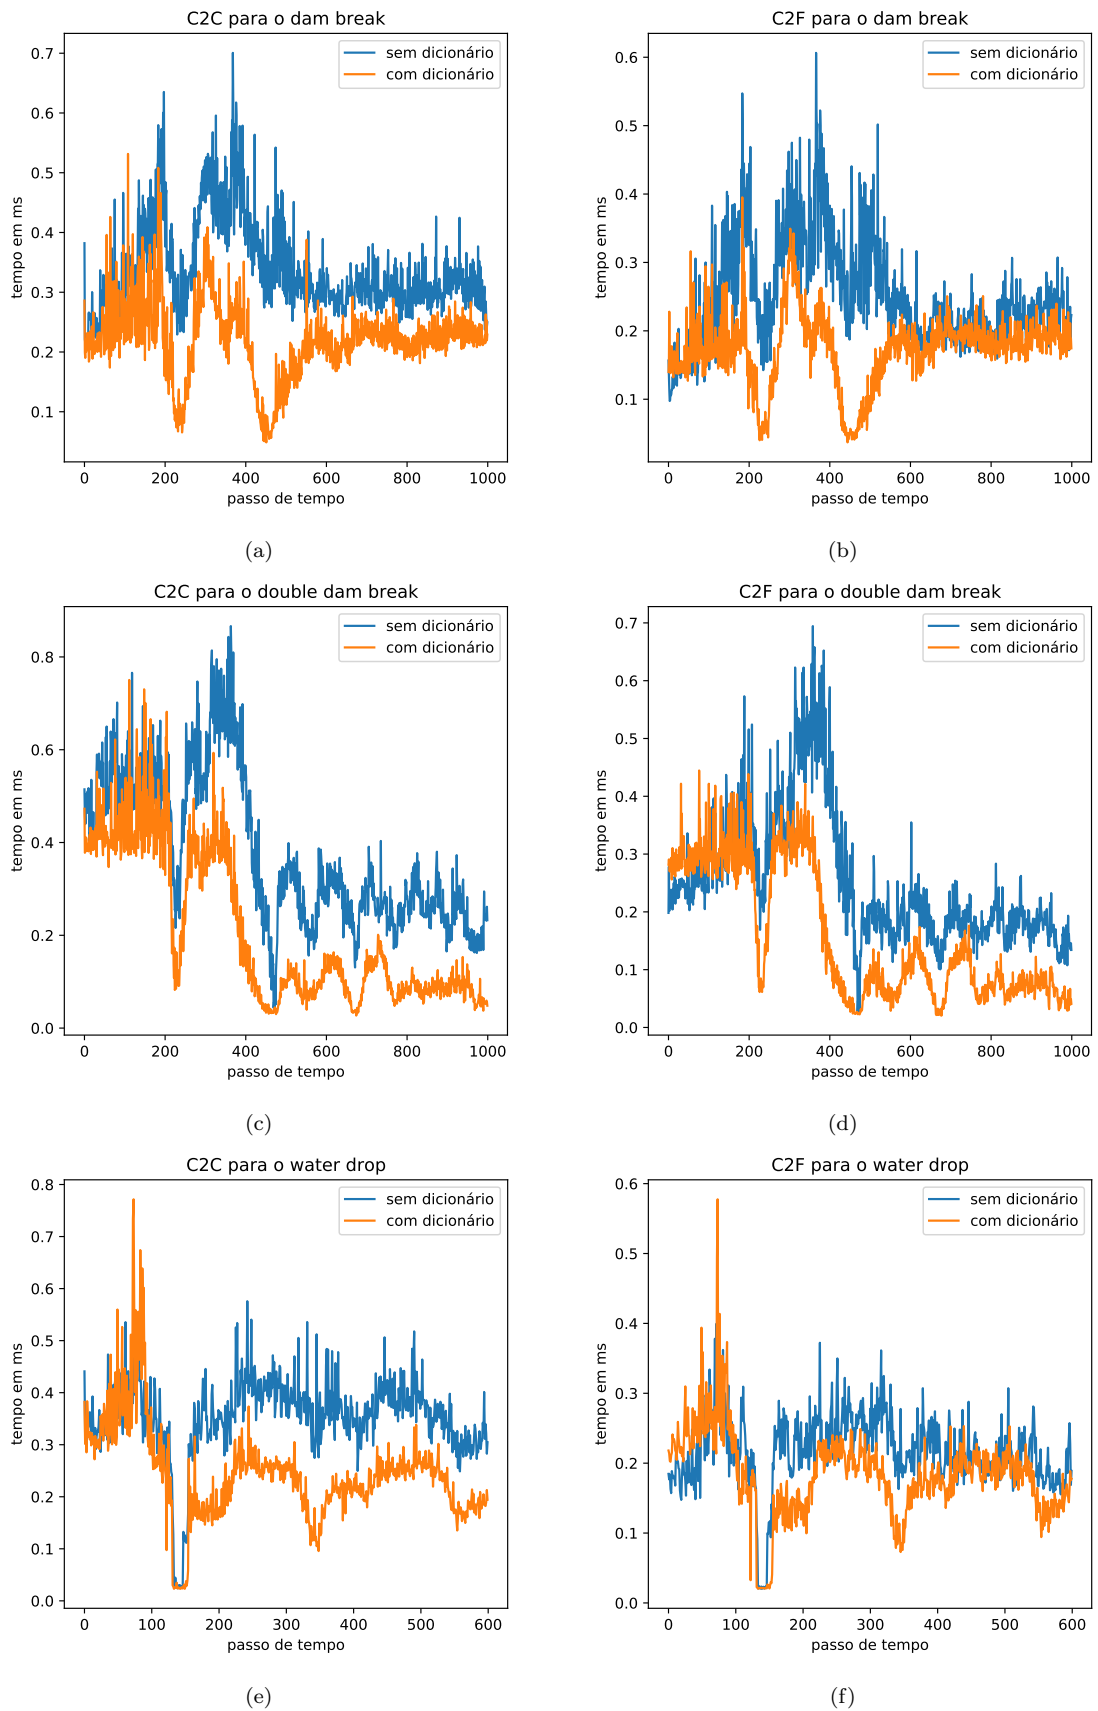 C2C para o dam break
0.7
0.6
0.5
0.4
0.3
0.2
0.1
tempo em ms
sem dicionário
com dicionário
0 200 400 600 800 1000
passo de tempo
(a)
C2F para o dam break
0.6
0.5
0.4
0.3
0.2
0.1
tempo em ms
sem dicionário
com dicionário
0 200 400 600 800 1000
passo de tempo
(b)
C2C para o double dam break
0.8
0.6
0.4
0.2
0.0
tempo em ms
sem dicionário
com dicionário
0 200 400 600 800 1000
passo de tempo
(c)
C2F para o double dam break
0.7
0.6
0.5
0.4
0.3
0.2
0.1
0.0
tempo em ms
sem dicionário
com dicionário
0 200 400 600 800 1000
passo de tempo
(d)
C2C para o water drop
0.8
0.7
0.6
0.5
0.4
0.3
0.2
0.1
0.0
tempo em ms
sem dicionário
com dicionário
0 100 200 300 400 500 600
passo de tempo
(e)
C2F para o water drop
0.6
0.5
0.4
0.3
0.2
0.1
0.0
tempo em ms
sem dicionário
com dicionário
0 100 200 300 400 500 600
passo de tempo
(f)